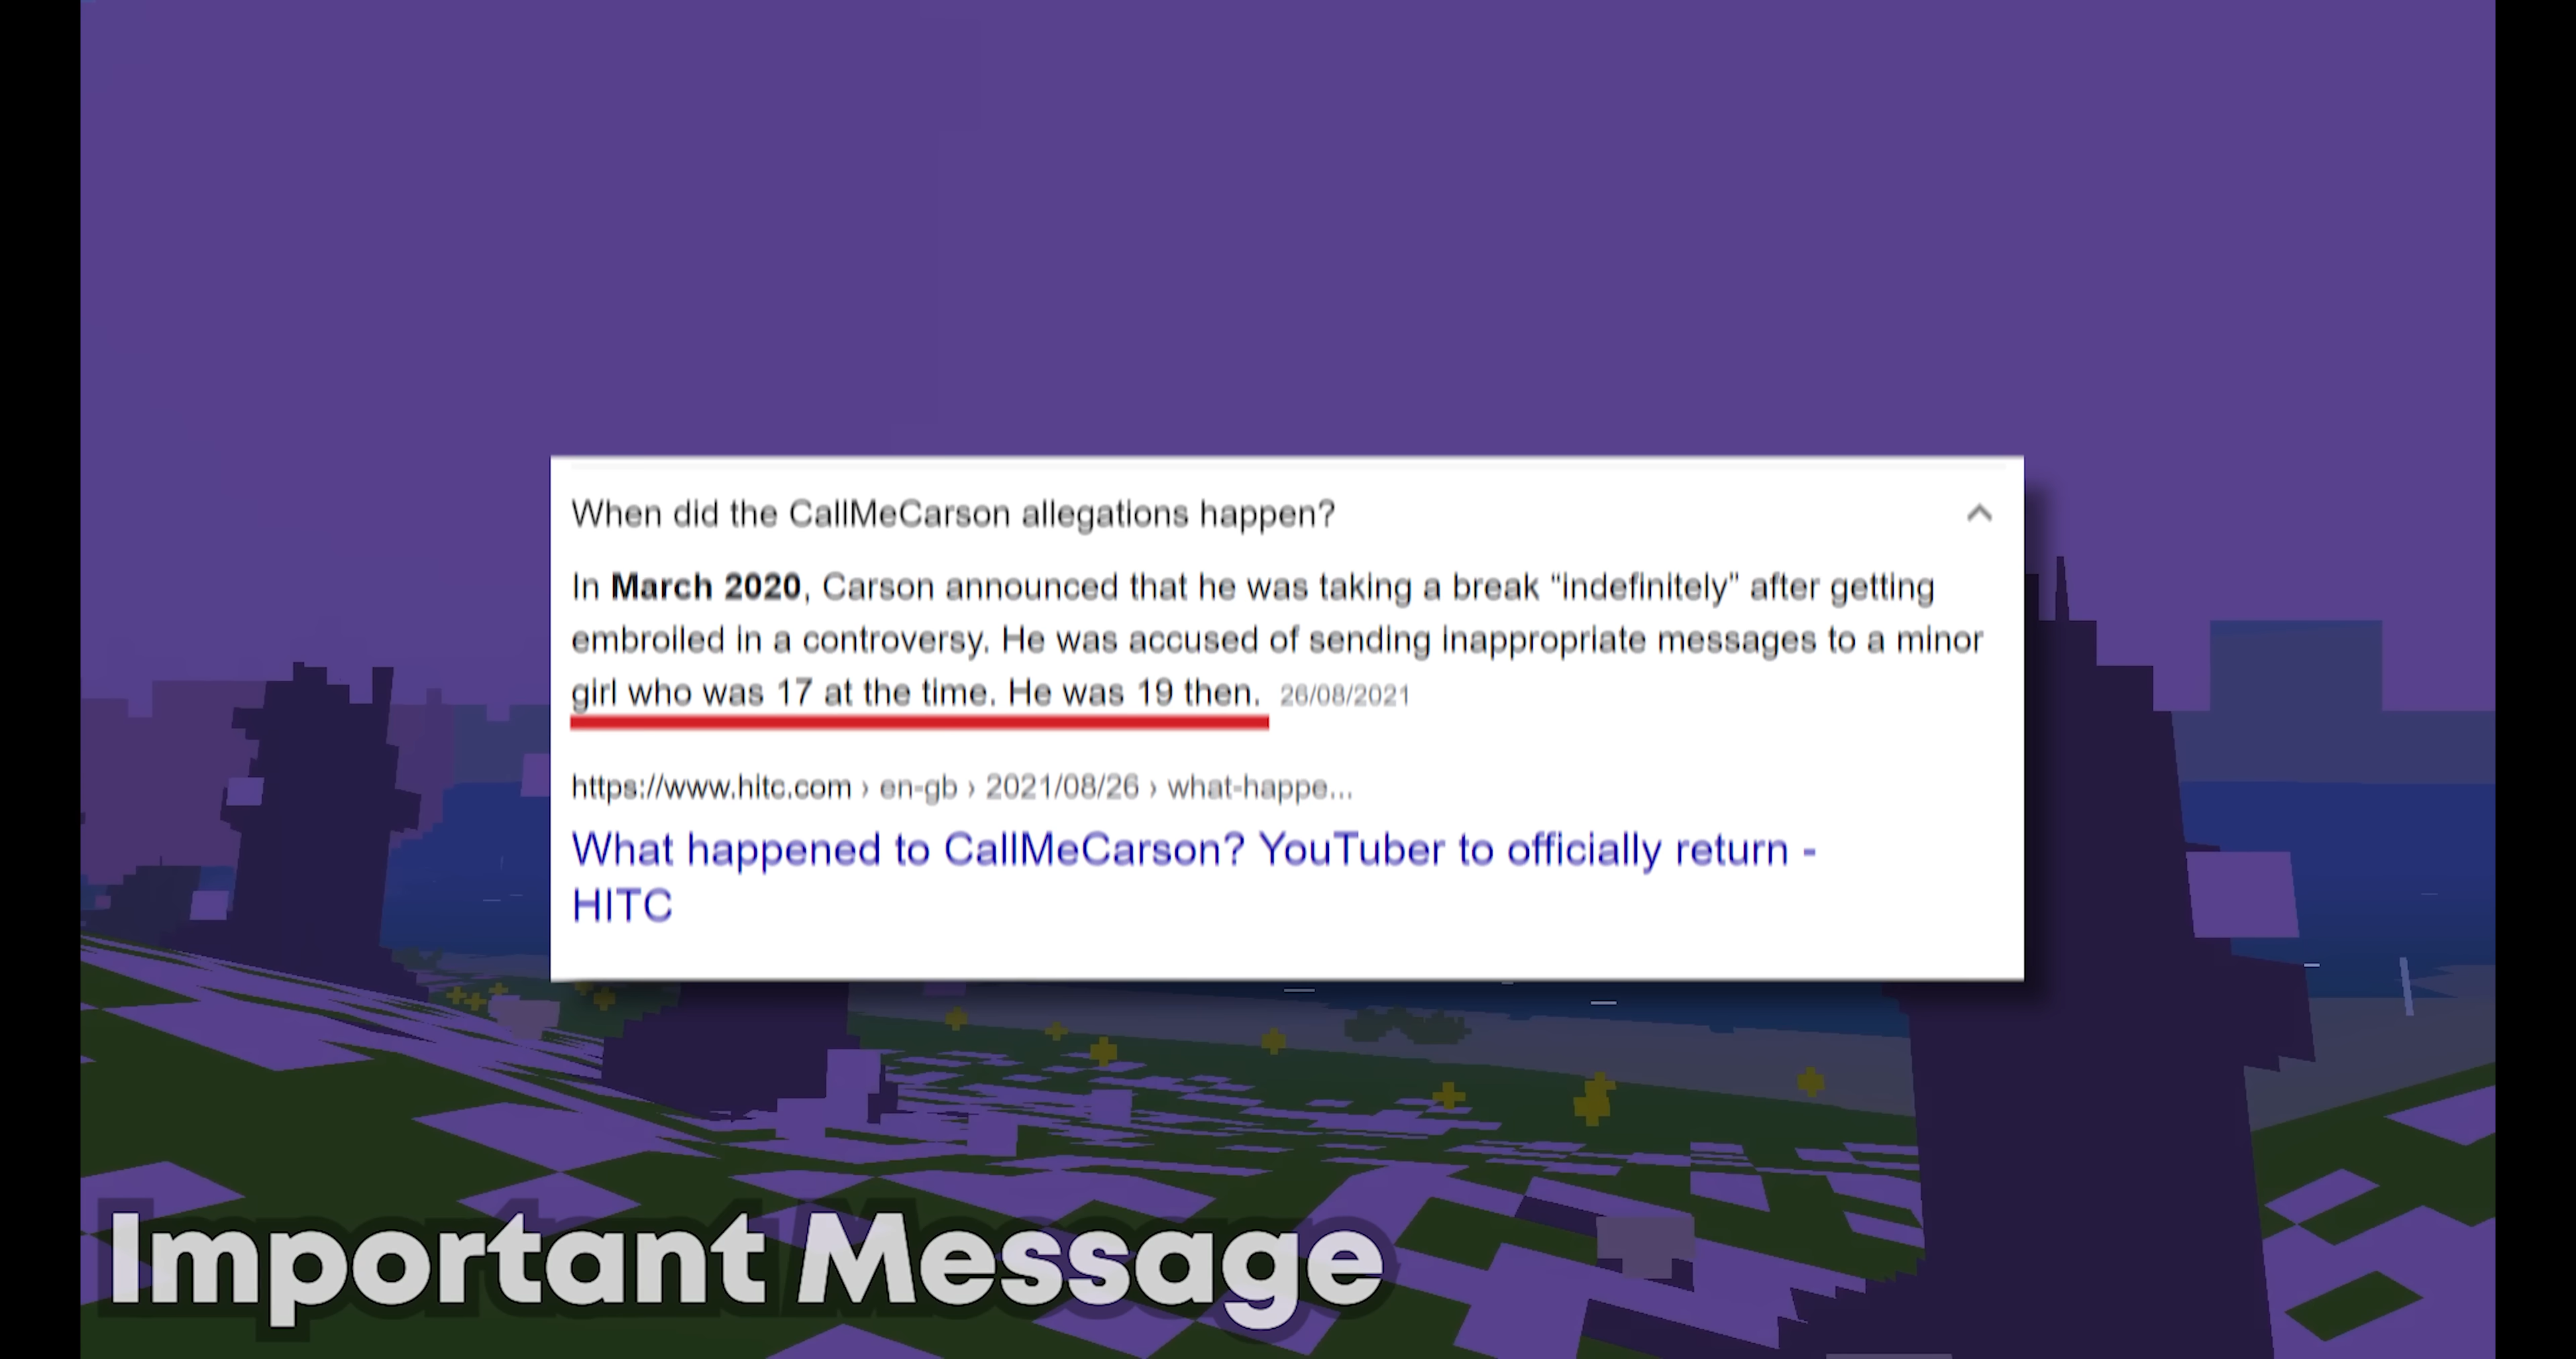 When did the CallMeCarson allegations happen?
In March 2020, Carson announced that he was taking a break "indefinitely" after getting
embroiled in a controversy. He was accused of sending inappropriate messages to a minor
girl who was 17 at the time. He was 19 then. 26/08/2021
https://www.hitc.com › en-gb › 2021/08/26 › what-happe...
What happened to CallMeCarson? YouTuber to officially return -
HITC
Important Message